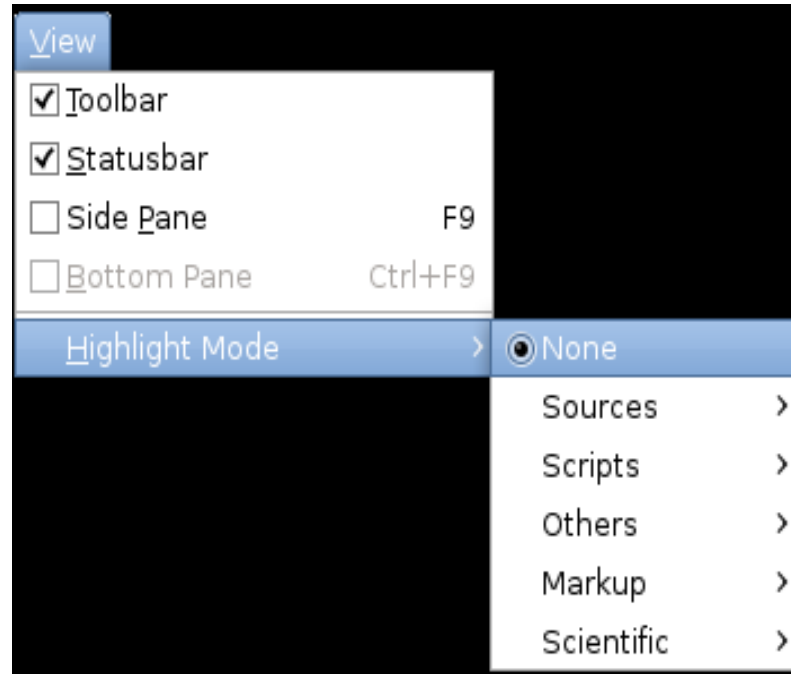 View
Toolbar
Statusbar
Side Pane F9
Bottom Pane Ctrl+F9
Highlight Mode None
Sources
Scripts
Others
Markup
Scientific